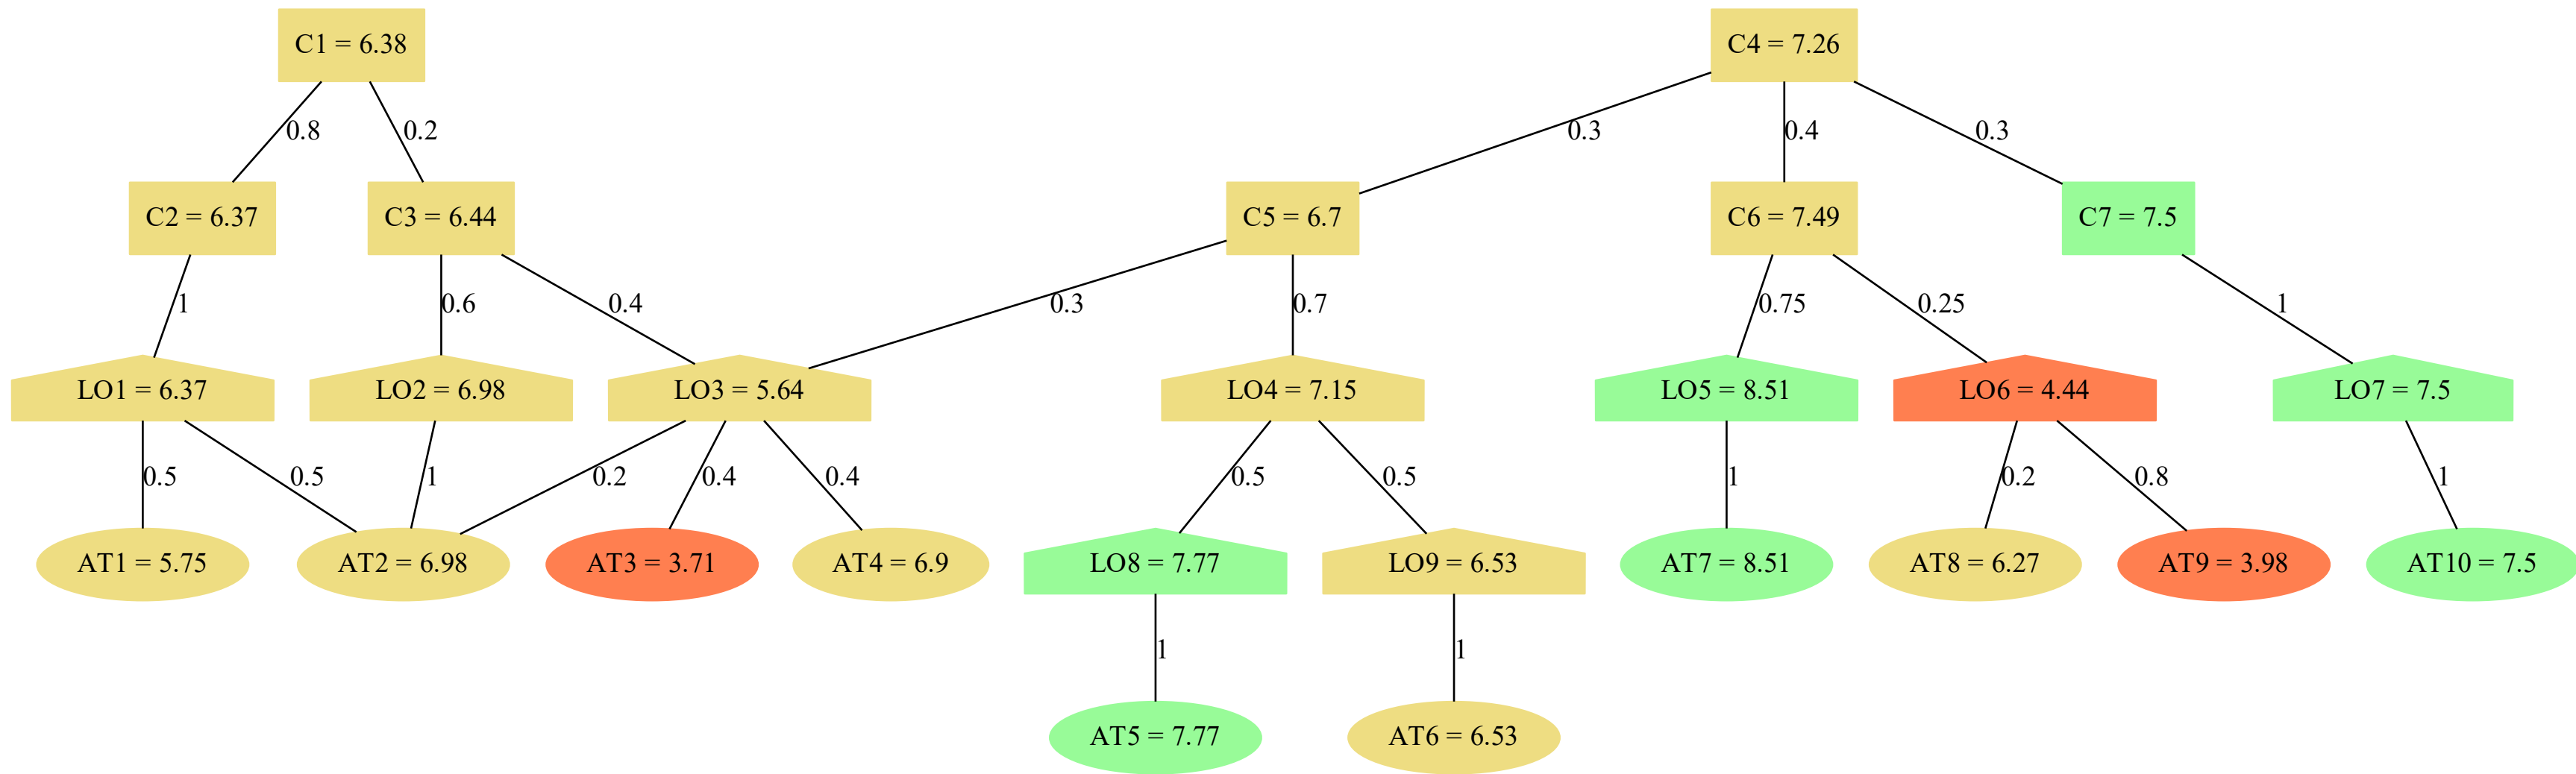 C1 = 6.38
C4 = 7.26
0.8
0.2
0.3
0.4
0.3
C2 = 6.37
C3 = 6.44
C5 = 6.7
C6 = 7.49
C7 = 7.5
1
0.6
0.4
0.3
0.7
0.75
0.25
1
LO1 = 6.37
LO2 = 6.98
LO3 = 5.64
LO4 = 7.15
LO5 = 8.51
LO6 = 4.44
LO7 = 7.5
0.5
0.5
1
0.2
0.4
0.4
0.5
0.5
1
0.2
0.8
1
AT1 = 5.75
AT2 = 6.98
AT3 = 3.71
AT4 = 6.9
LO8 = 7.77
LO9 = 6.53
AT7 = 8.51
AT8 = 6.27
AT9 = 3.98
AT10 = 7.5
1
1
AT5 = 7.77
AT6 = 6.53